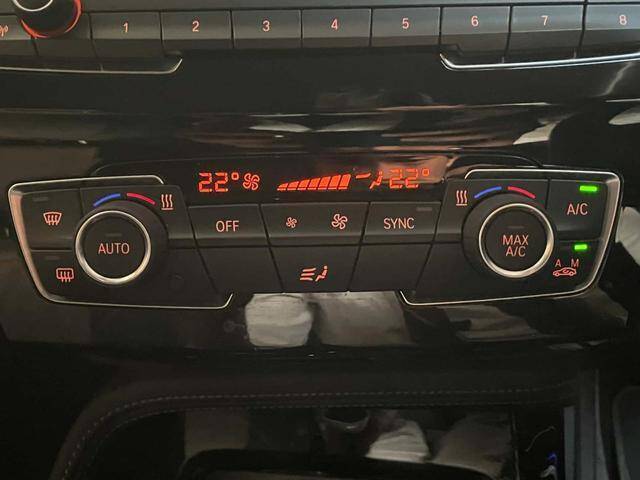 1 2 3 4 5 6 7 8
22° 22°
OFF SYNC A/C
AUTO MAX
A/C
A M